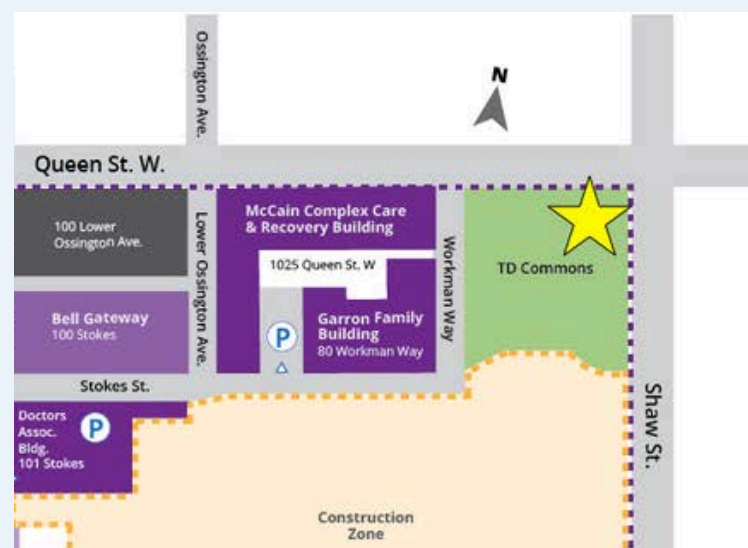 Ossington Ave.
N
Queen St. W.
100 Lower
Ossington Ave.
Lower Ossington Ave.
McCain Complex Care
& Recovery Building
1025 Queen St. W
Workman Way
TD Commons
Bell Gateway
100 Stokes
P
Garron Family
Building
80 Workman Way
Stokes St.
Shaw St.
Doctors
Assoc.
Bldg.
101 Stokes
P
Construction
Zone